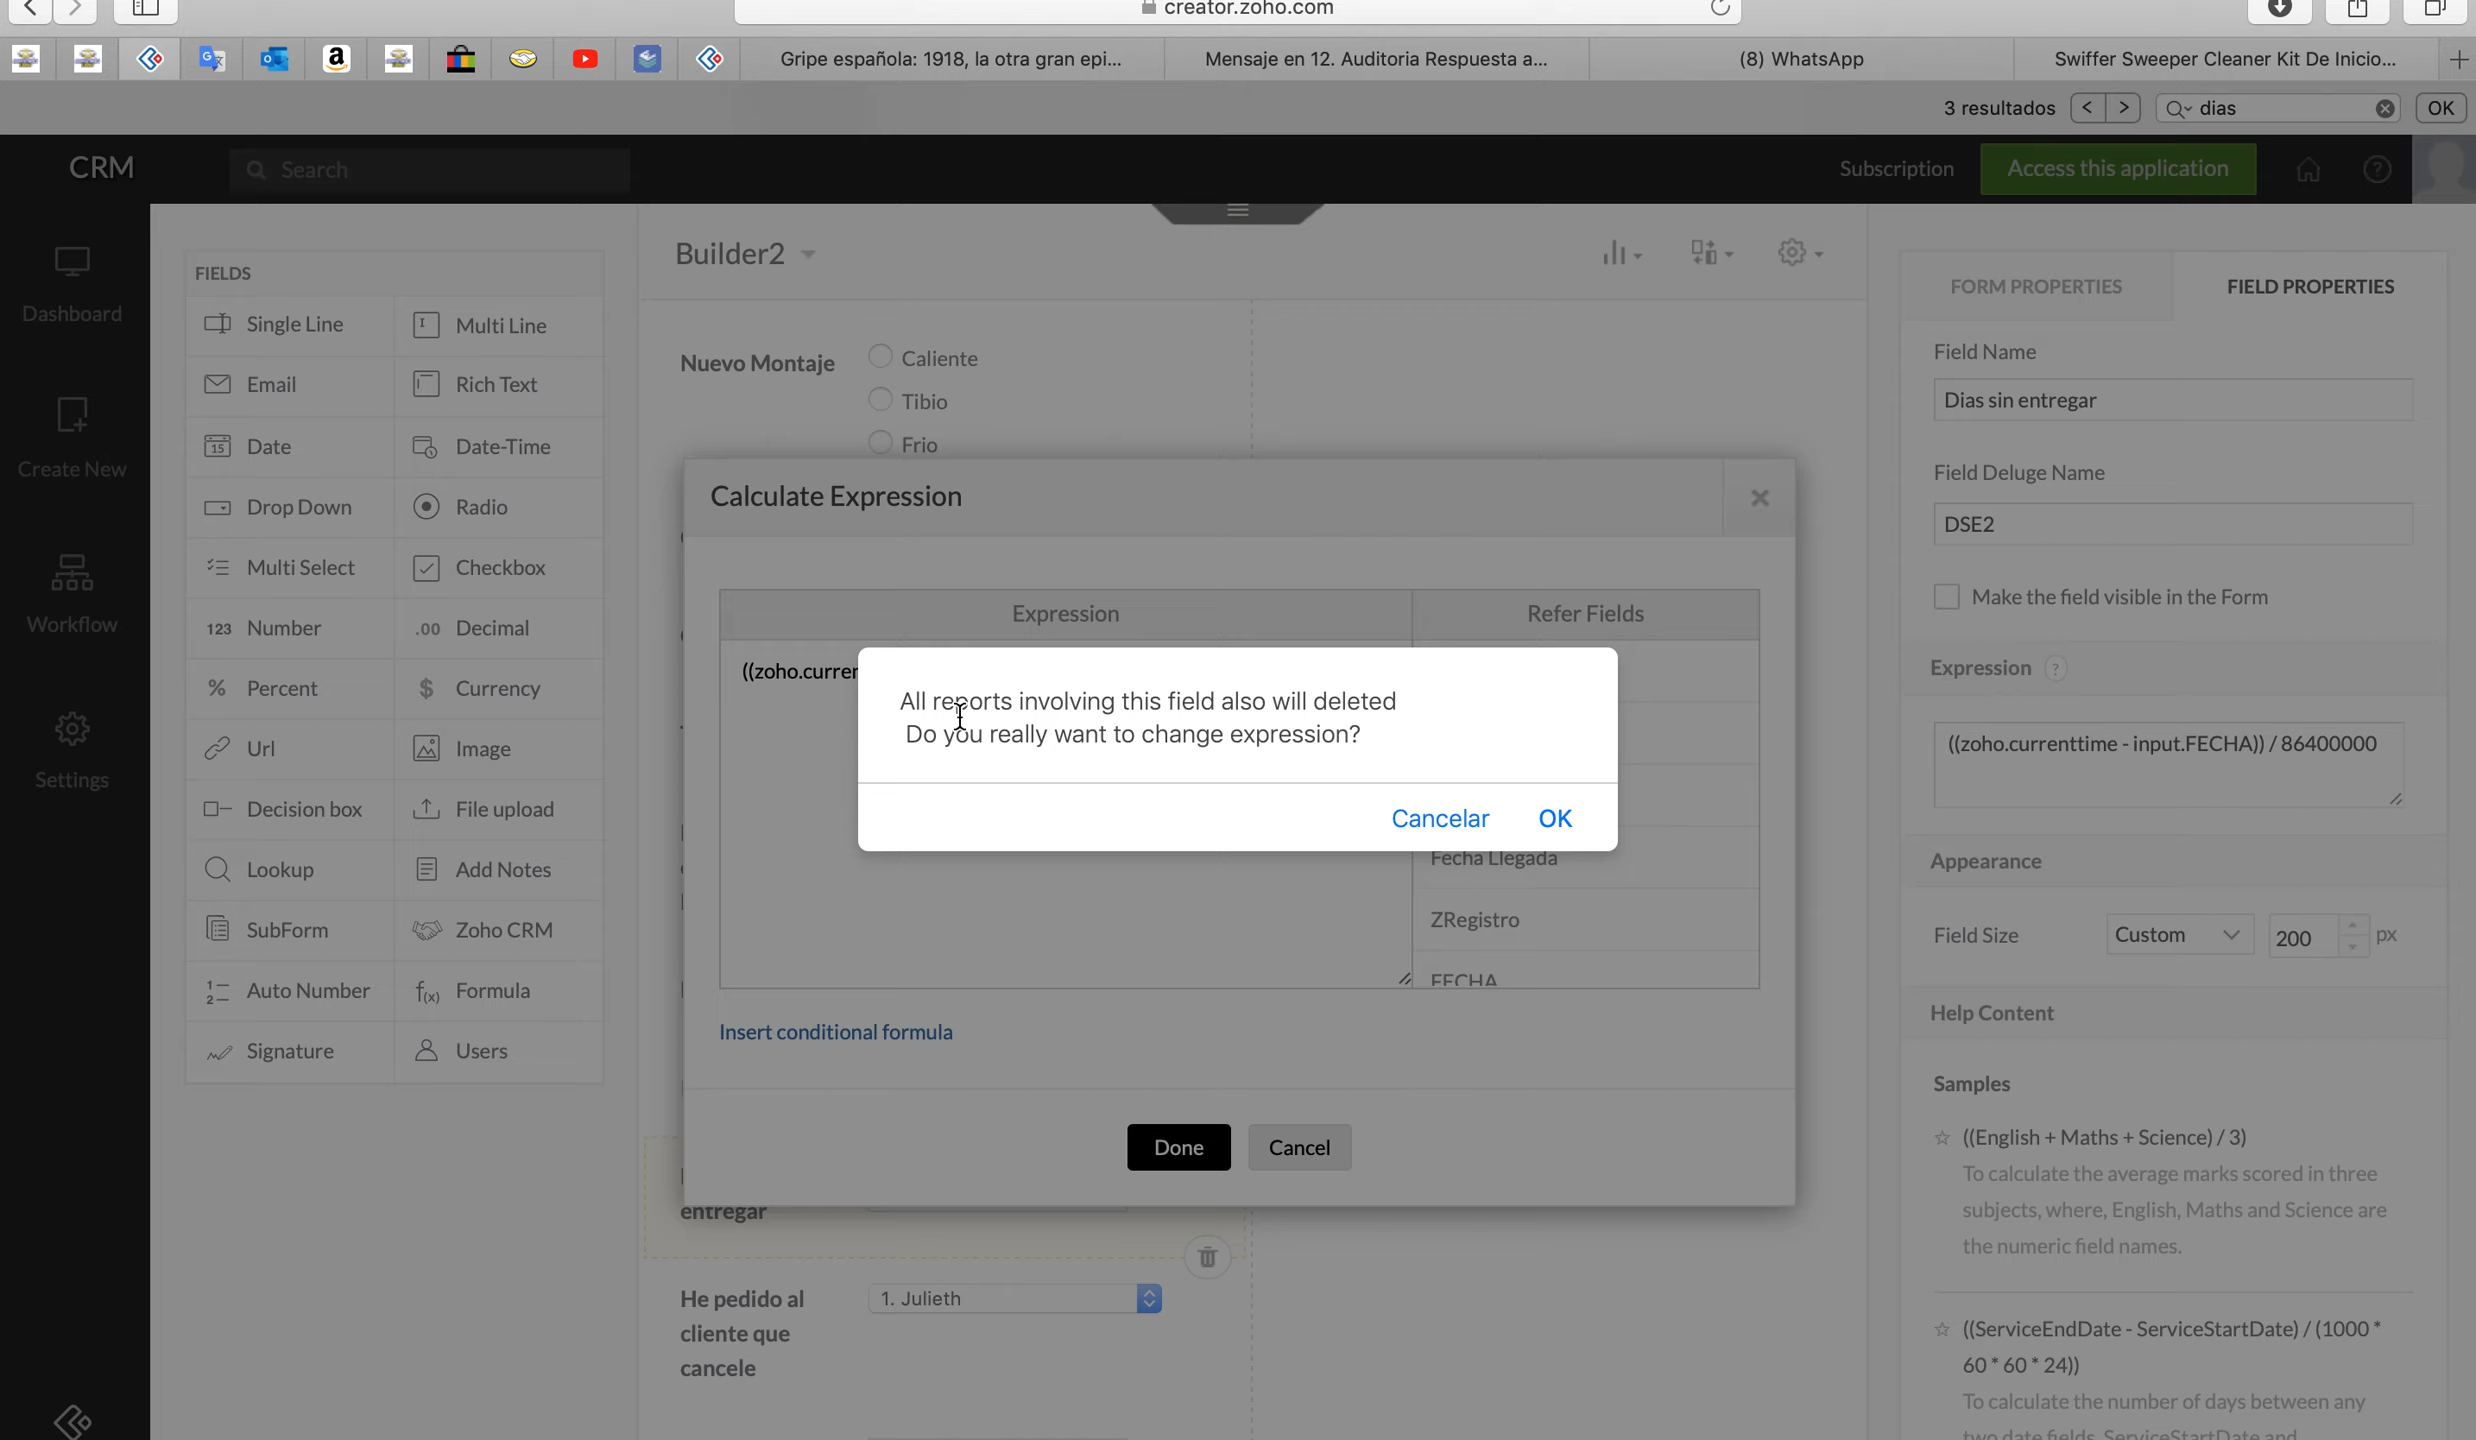 creator.zoho.com
Gripe española: 1918, la otra gran epi...
Mensaje en 12. Auditoria Respuesta a...
(8) WhatsApp
Swiffer Sweeper Cleaner Kit De Inicio...
3 resultados
dias
OK
CRM
Search
Subscription
Access this application
Dashboard
Create New
Workflow
Settings
FIELDS
Single Line
Multi Line
Email
Rich Text
Date
Date-Time
Drop Down
Radio
Multi Select
Checkbox
123 Number
.00 Decimal
% Percent
$ Currency
Url
Image
Decision box
File upload
Lookup
Add Notes
SubForm
Zoho CRM
Auto Number
f(x) Formula
Signature
Users
Builder2
Nuevo Montaje
Caliente
Tibio
Frio
Calculate Expression
Expression
Refer Fields
((zoho.curren
All reports involving this field also will deleted
Do you really want to change expression?
Cancelar
OK
Fecha Llegada
ZRegistro
FECHA
Insert conditional formula
Done
Cancel
entregar
He pedido al
cliente que
cancele
1. Julieth
FORM PROPERTIES
FIELD PROPERTIES
Field Name
Dias sin entregar
Field Deluge Name
DSE2
Make the field visible in the Form
Expression ?
((zoho.currenttime - input.FECHA)) / 86400000
Appearance
Field Size
Custom
200
px
Help Content
Samples
((English + Maths + Science) / 3)
To calculate the average marks scored in three
subjects, where, English, Maths and Science are
the numeric field names.
((ServiceEndDate - ServiceStartDate) / (1000 *
60 * 60 * 24))
To calculate the number of days between any
two date fields, ServiceStartDate and